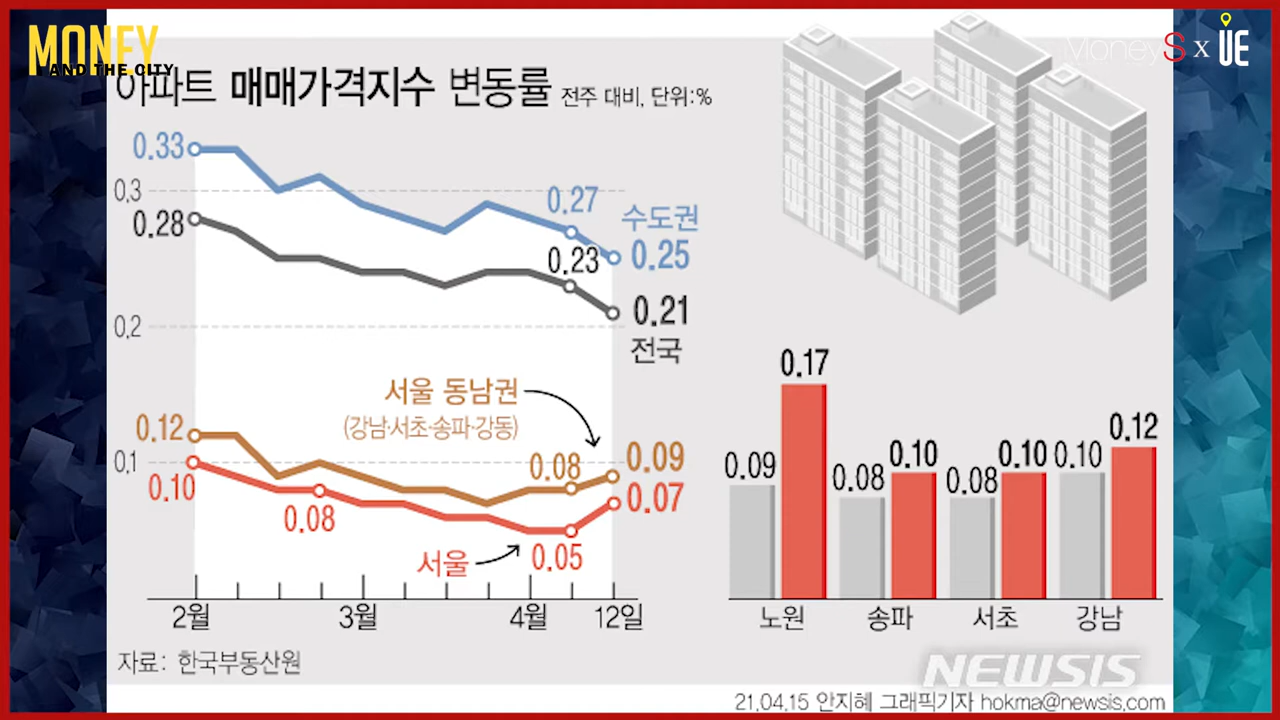 MONEY
AND THE CITY
MoneyS x UE
아파트 매매가격지수 변동률 전주 대비, 단위:%
0.33
0.3
0.28
0.27
수도권
0.25
0.23
0.21
전국
0.2
서울 동남권
(강남·서초·송파·강동)
0.12
0.1
0.10
0.08
0.08
0.09
0.07
서울
0.05
2월 3월 4월 12일
0.09 0.17
0.08 0.10
0.08 0.10
0.10 0.12
노원 송파 서초 강남
자료: 한국부동산원
NEWSIS
21.04.15 안지혜 그래픽기자 hokma@newsis.com